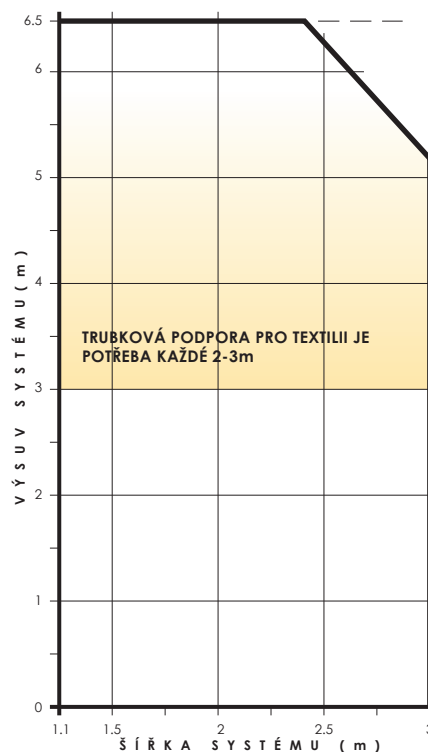 6.5
6
5
4
TRUBKOVÁ PODPORA PRO TEXTILII JE
POTŘEBA KAŽDÉ 2-3m
3
2
1
0
VÝSUV SYSTÉMU (m)
1.1 1.5 2 2.5 3
ŠÍŘKA SYSTÉMU (m)